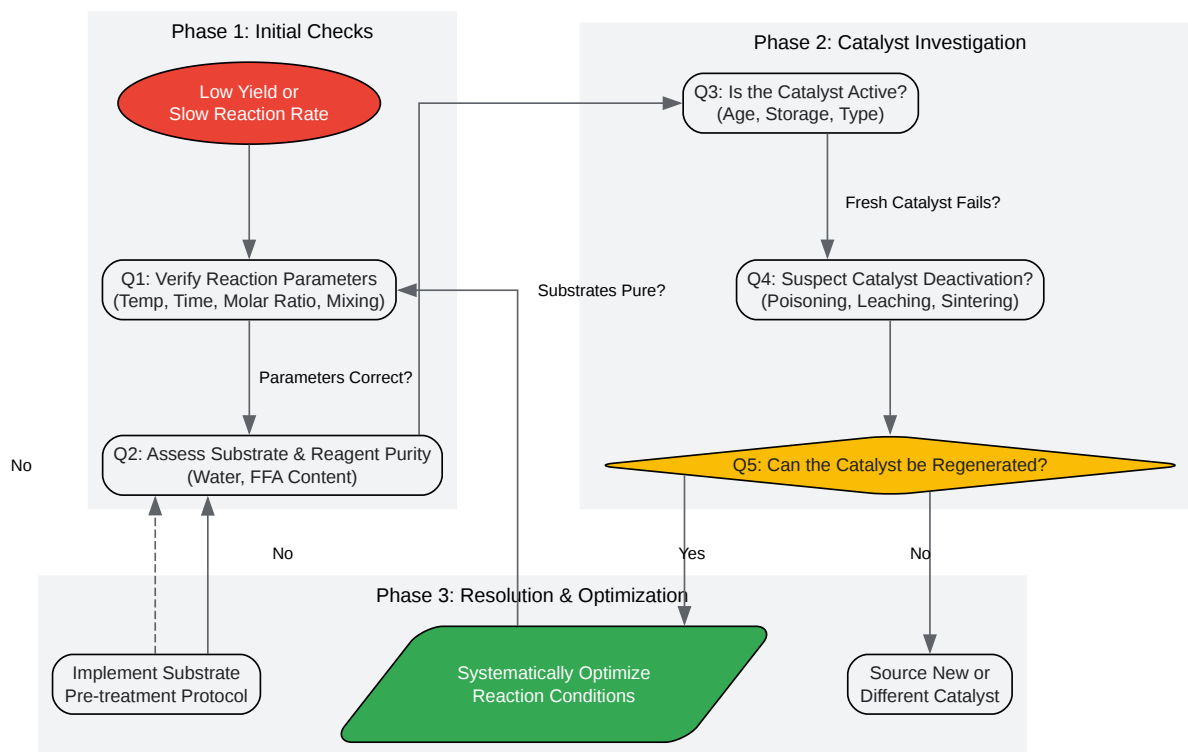 Phase 1: Initial Checks
Low Yield or
Slow Reaction Rate
Q1: Verify Reaction Parameters
(Temp, Time, Molar Ratio, Mixing)
Parameters Correct?
Q2: Assess Substrate & Reagent Purity
(Water, FFA Content)
No
No
Substrates Pure?
Phase 2: Catalyst Investigation
Q3: Is the Catalyst Active?
(Age, Storage, Type)
Fresh Catalyst Fails?
Q4: Suspect Catalyst Deactivation?
(Poisoning, Leaching, Sintering)
Q5: Can the Catalyst be Regenerated?
Yes
No
Phase 3: Resolution & Optimization
Implement Substrate
Pre-treatment Protocol
Systematically Optimize
Reaction Conditions
Source New or
Different Catalyst